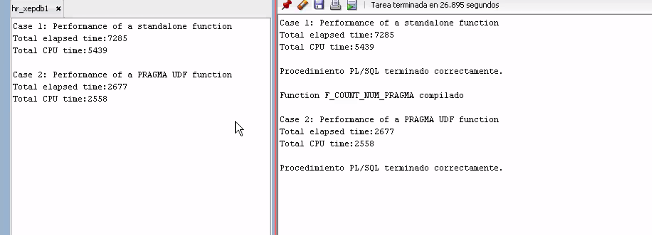 hr_xepdb1
Case 1: Performance of a standalone function
Total elapsed time:7285
Total CPU time:5439
Case 2: Performance of a PRAGMA UDF function
Total elapsed time:2677
Total CPU time:2558
Tarea terminada en 26.895 segundos
Case 1: Performance of a standalone function
Total elapsed time:7285
Total CPU time:5439
Procedimiento PL/SQL terminado correctamente.
Function F_COUNT_NUM_PRAGMA compilado
Case 2: Performance of a PRAGMA UDF function
Total elapsed time:2677
Total CPU time:2558
Procedimiento PL/SQL terminado correctamente.